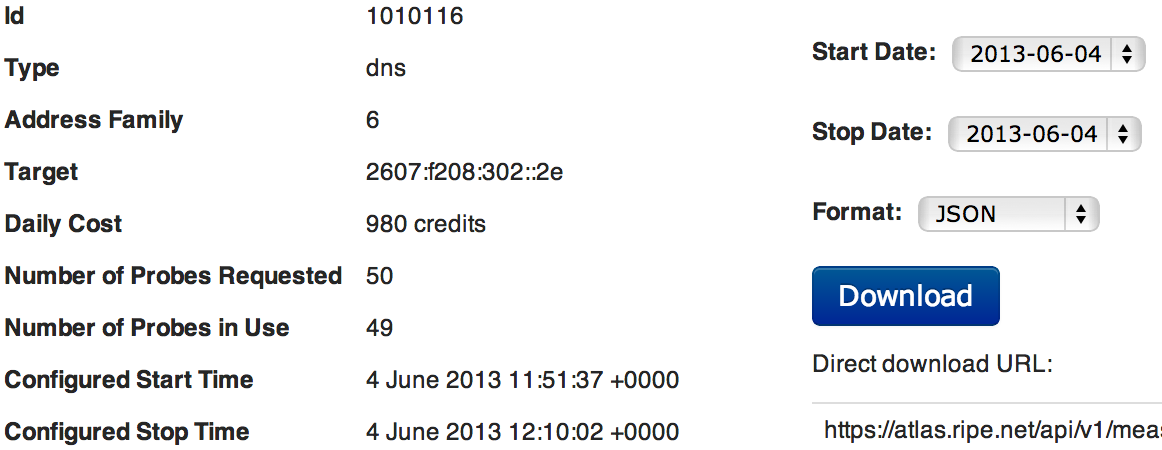 Id 1010116
Type dns
Address Family 6
Target 2607:f208:302::2e
Daily Cost 980 credits
Number of Probes Requested 50
Number of Probes in Use 49
Configured Start Time 4 June 2013 11:51:37 +0000
Configured Stop Time 4 June 2013 12:10:02 +0000
Start Date: 2013-06-04
Stop Date: 2013-06-04
Format: JSON
Download
Direct download URL:
https://atlas.ripe.net/api/v1/meas